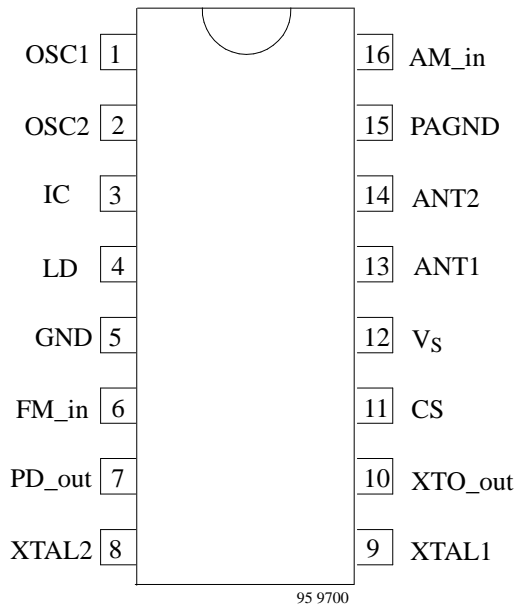 OSC1 1 16 AM_in
OSC2 2 15 PAGND
IC 3 14 ANT2
LD 4 13 ANT1
GND 5 12 VS
FM_in 6 11 CS
PD_out 7 10 XTO_out
XTAL2 8 9 XTAL1
95 9700